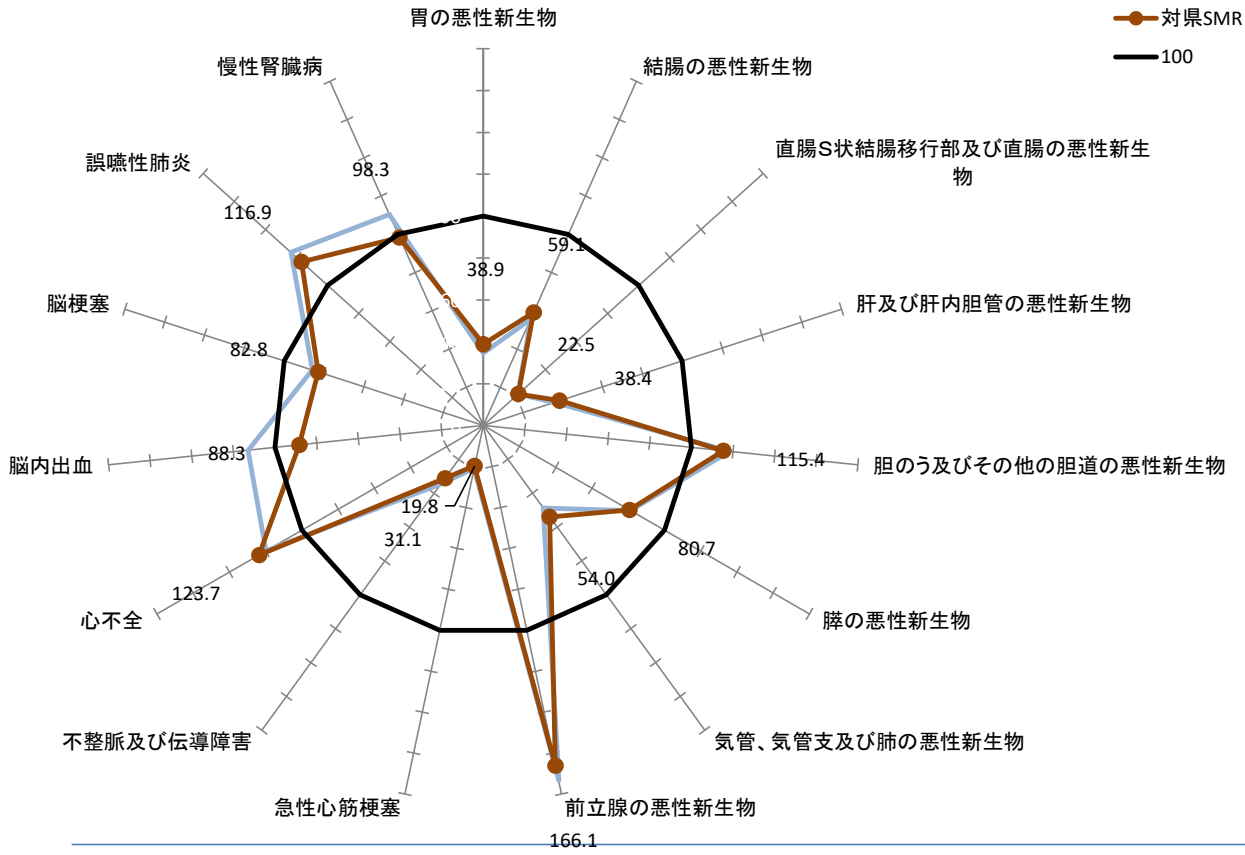 対県SMR
100
胃の悪性新生物
結腸の悪性新生物
直腸S状結腸移行部及び直腸の悪性新生
物
肝及び肝内胆管の悪性新生物
胆のう及びその他の胆道の悪性新生物
膵の悪性新生物
気管、気管支及び肺の悪性新生物
前立腺の悪性新生物
急性心筋梗塞
不整脈及び伝導障害
心不全
脳内出血
脳梗塞
誤嚥性肺炎
慢性腎臓病
38.9
59.1
22.5
38.4
115.4
80.7
54.0
166.1
19.8
31.1
123.7
88.3
82.8
116.9
98.3